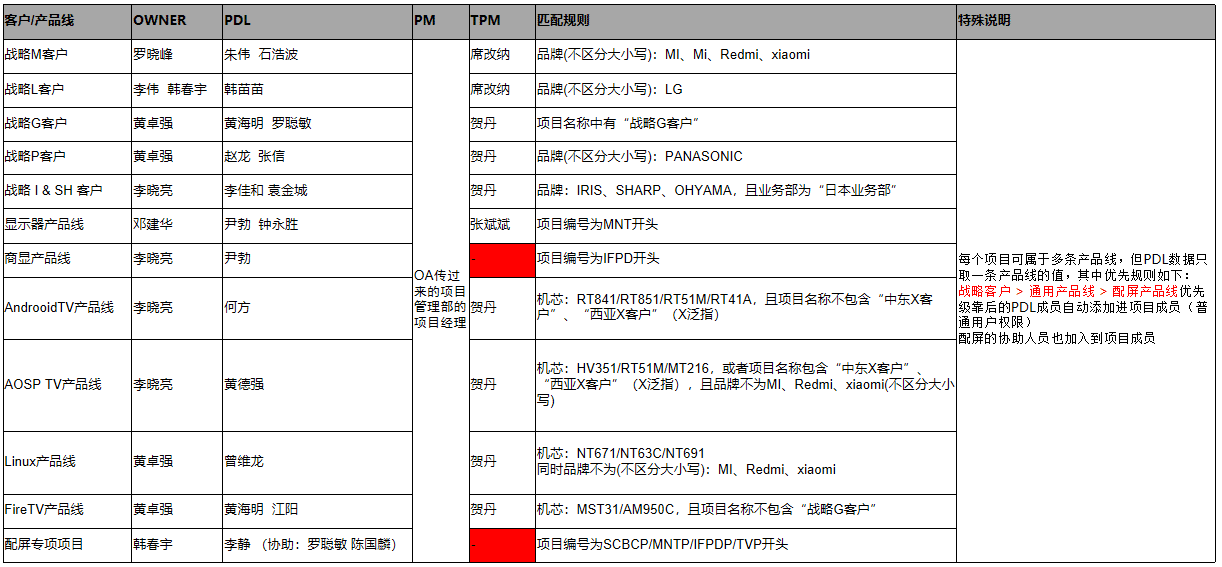 客户/产品线 OWNER PDL PM TPM 匹配规则 特殊说明
战略M客户 罗晓峰 朱伟 石浩波 席改纳 品牌(不区分大小写)：MI、Mi、Redmi、xiaomi
战略L客户 李伟 韩春宇 韩苗苗 席改纳 品牌(不区分大小写)：LG
战略G客户 黄卓强 黄海明 罗聪敏 贺丹 项目名称中有“战略G客户”
战略P客户 黄卓强 赵龙 张信 贺丹 品牌(不区分大小写)：PANASONIC
战略 I & SH 客户 李晓亮 李佳和 袁金城 贺丹 品牌：IRIS、SHARP、OHYAMA，且业务部为“日本业务部”
显示器产品线 邓建华 尹勃 钟永胜 张斌斌 项目编号为MNT开头
商显产品线 李晓亮 尹勃 - 项目编号为IFPD开头
AndrooidTV产品线 李晓亮 何方 贺丹 机芯：RT841/RT851/RT51M/RT41A，且项目名称不包含“中东X客
户”、“西亚X客户”（X泛指）
AOSP TV产品线 李晓亮 黄德强 贺丹 机芯：HV351/RT51M/MT216，或者项目名称包含“中东X客户”、
“西亚X客户”（X泛指），且品牌不为MI、Redmi、xiaomi(不区分大小
写)
Linux产品线 黄卓强 曾维龙 贺丹 机芯：NT671/NT63C/NT691
同时品牌不为(不区分大小写)：MI、Redmi、xiaomi
FireTV产品线 黄卓强 黄海明 江阳 贺丹 机芯：MST31/AM950C，且项目名称不包含“战略G客户”
配屏专项项目 韩春宇 李静 （协助：罗聪敏 陈国麟） - 项目编号为SCBCP/MNTP/IFPDP/TVP开头
OA传过
来的项目
管理部的
项目经理
每个项目可属于多条产品线，但PDL数据只
取一条产品线的值，其中优先规则如下：
战略客户 > 通用产品线 > 配屏产品线优先
级靠后的PDL成员自动添加进项目成员（普
通用户权限）
配屏的协助人员也加入到项目成员